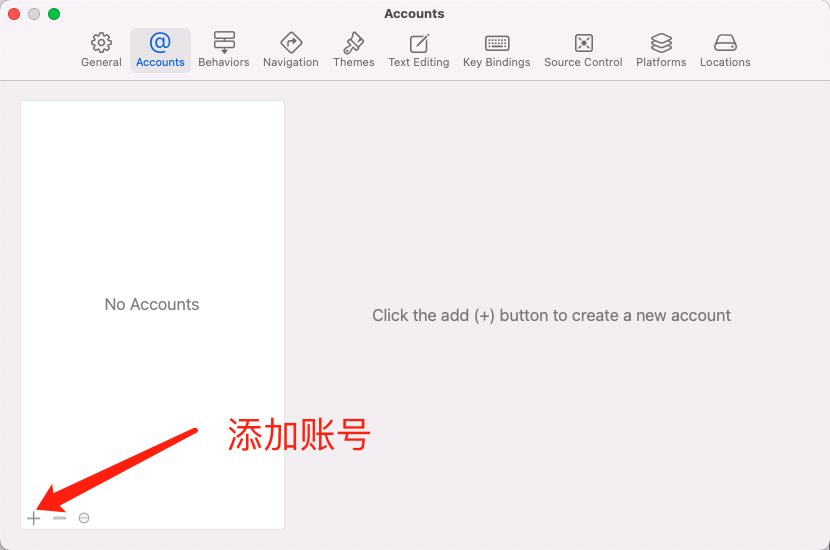 Accounts
General
Accounts
Behaviors
Navigation
Themes
Text Editing
Key Bindings
Source Control
Platforms
Locations
No Accounts
Click the add (+) button to create a new account
添加账号